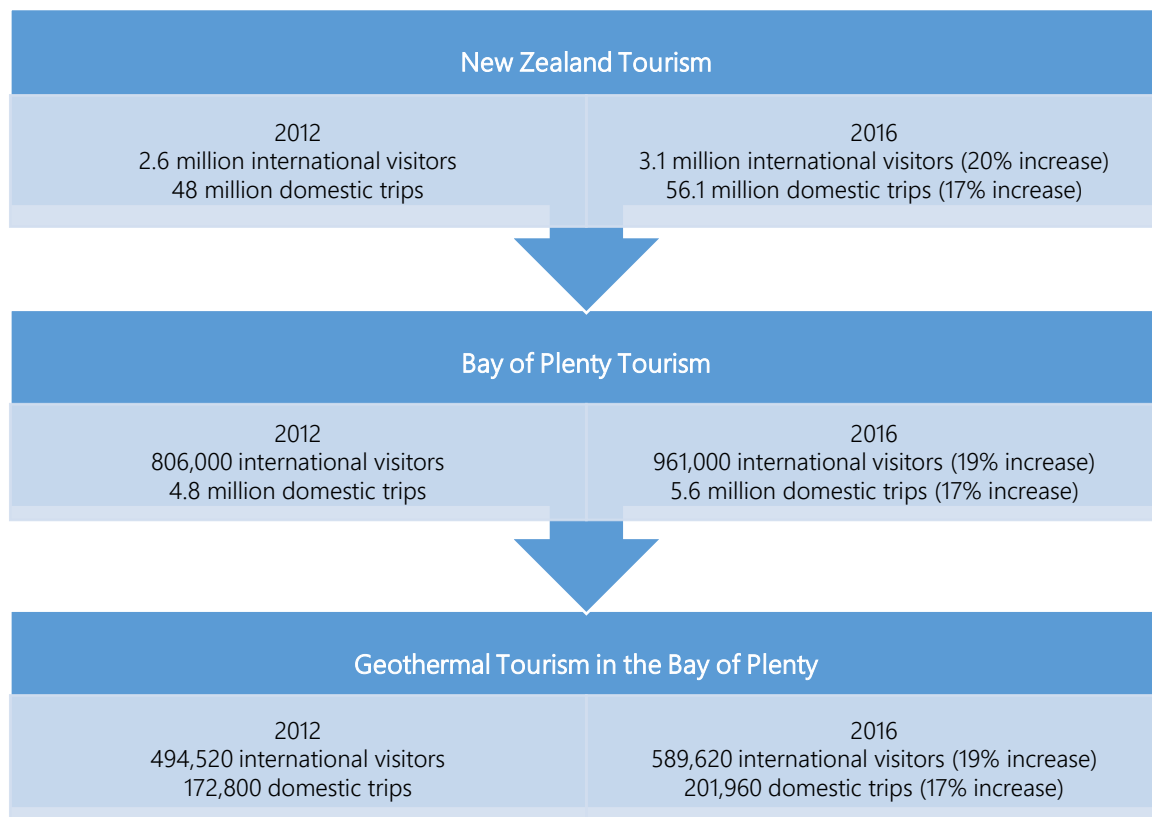 New Zealand Tourism
2012
2.6 million international visitors
48 million domestic trips
2016
3.1 million international visitors (20% increase)
56.1 million domestic trips (17% increase)
Bay of Plenty Tourism
2012
806,000 international visitors
4.8 million domestic trips
2016
961,000 international visitors (19% increase)
5.6 million domestic trips (17% increase)
Geothermal Tourism in the Bay of Plenty
2012
494,520 international visitors
172,800 domestic trips
2016
589,620 international visitors (19% increase)
201,960 domestic trips (17% increase)